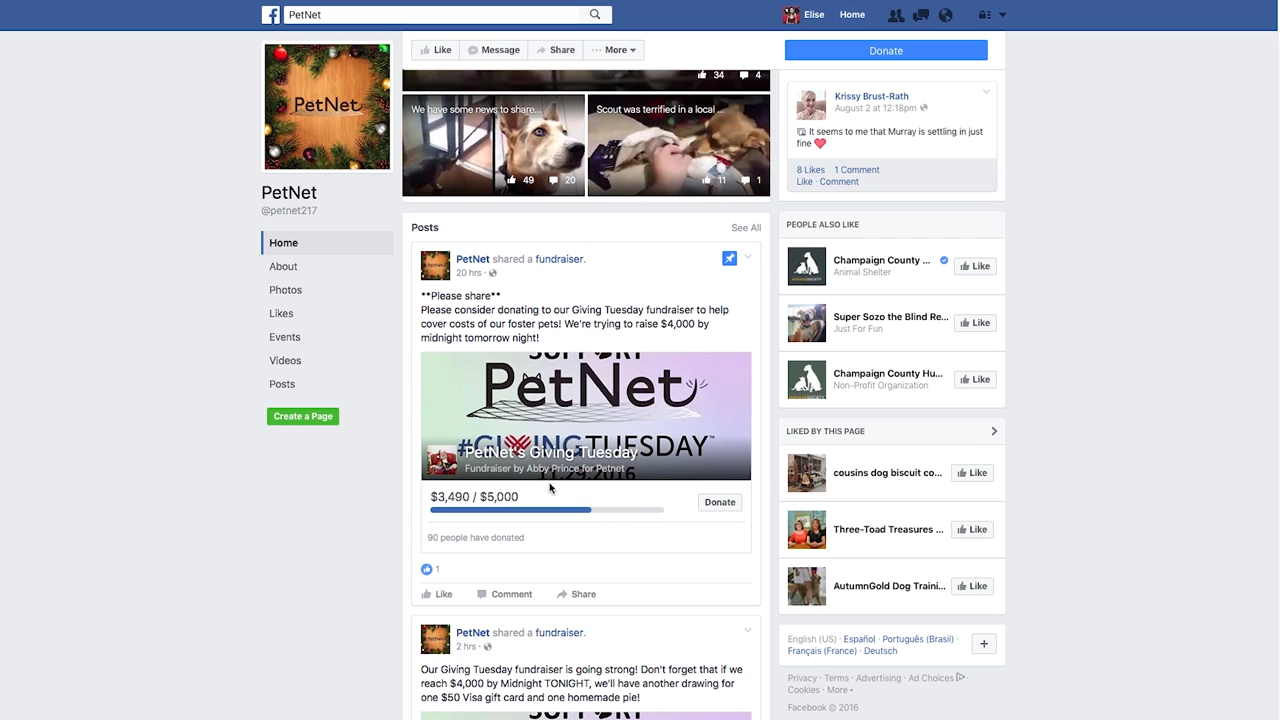 PetNet
Elise
Home
Like
Message
Share
More
Donate
PetNet
PetNet
@petnet217
Home
About
Photos
Likes
Events
Videos
Posts
Create a Page
34
4
We have some news to share...
49
20
Scout was terrified in a local ...
11
1
Posts
See All
PetNet shared a fundraiser.
20 hrs ·
**Please share**
Please consider donating to our Giving Tuesday fundraiser to help
cover costs of our foster pets! We're trying to raise $4,000 by
midnight tomorrow night!
SUPPORT
PetNet
#GIVINGTUESDAY™
PetNet's Giving Tuesday
Fundraiser by Abby Prince for Petnet
11.29.2016
$3,490 / $5,000
Donate
90 people have donated
1
Like
Comment
Share
PetNet shared a fundraiser.
2 hrs ·
Our Giving Tuesday fundraiser is going strong! Don't forget that if we
reach $4,000 by Midnight TONIGHT, we'll have another drawing for
one $50 Visa gift card and one homemade pie!
SUPPORT
Krissy Brust-Rath
August 2 at 12:18pm
It seems to me that Murray is settling in just
fine
8 Likes 1 Comment
Like · Comment
PEOPLE ALSO LIKE
Champaign County ...
Animal Shelter
Like
Super Sozo the Blind Re...
Just For Fun
Like
Champaign County Hu...
Non-Profit Organization
Like
LIKED BY THIS PAGE
cousins dog biscuit co...
Like
Three-Toad Treasures ...
Like
AutumnGold Dog Traini...
Like
English (US) · Español · Português (Brasil) ·
Français (France) · Deutsch
Privacy · Terms · Advertising · Ad Choices ·
Cookies · More
Facebook © 2016